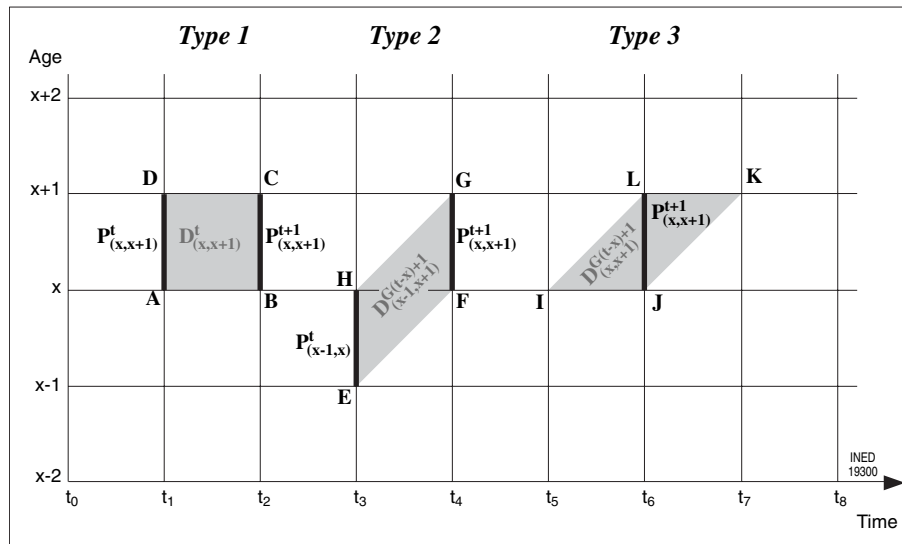 Type 1 Type 2 Type 3
Age
x+2
D C G L K
x+1
P^t_(x,x+1) D^t_(x,x+1) P^{t+1}_(x,x+1) D^{G(t-x)+1}_(x-1,x+1) P^{t+1}_(x,x+1) D^{G(t-x)+1}_(x,x+1) P^{t+1}_(x,x+1)
H
x
A B F I J
P^t_(x-1,x)
x-1
E
INED
19300
x-2
t0 t1 t2 t3 t4 t5 t6 t7 t8
Time